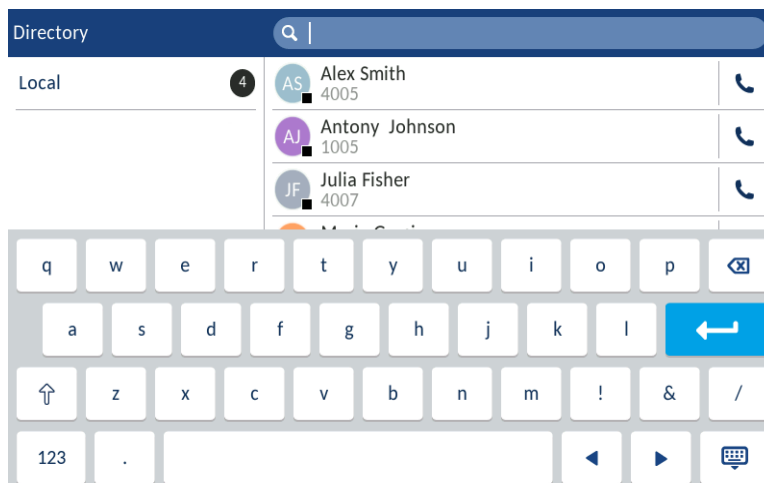 Directory
Local
4
AS
Alex Smith
4005
AJ
Antony Johnson
1005
JF
Julia Fisher
4007
q w e r t y u i o p
a s d f g h j k l
z x c v b n m ! & /
123 .